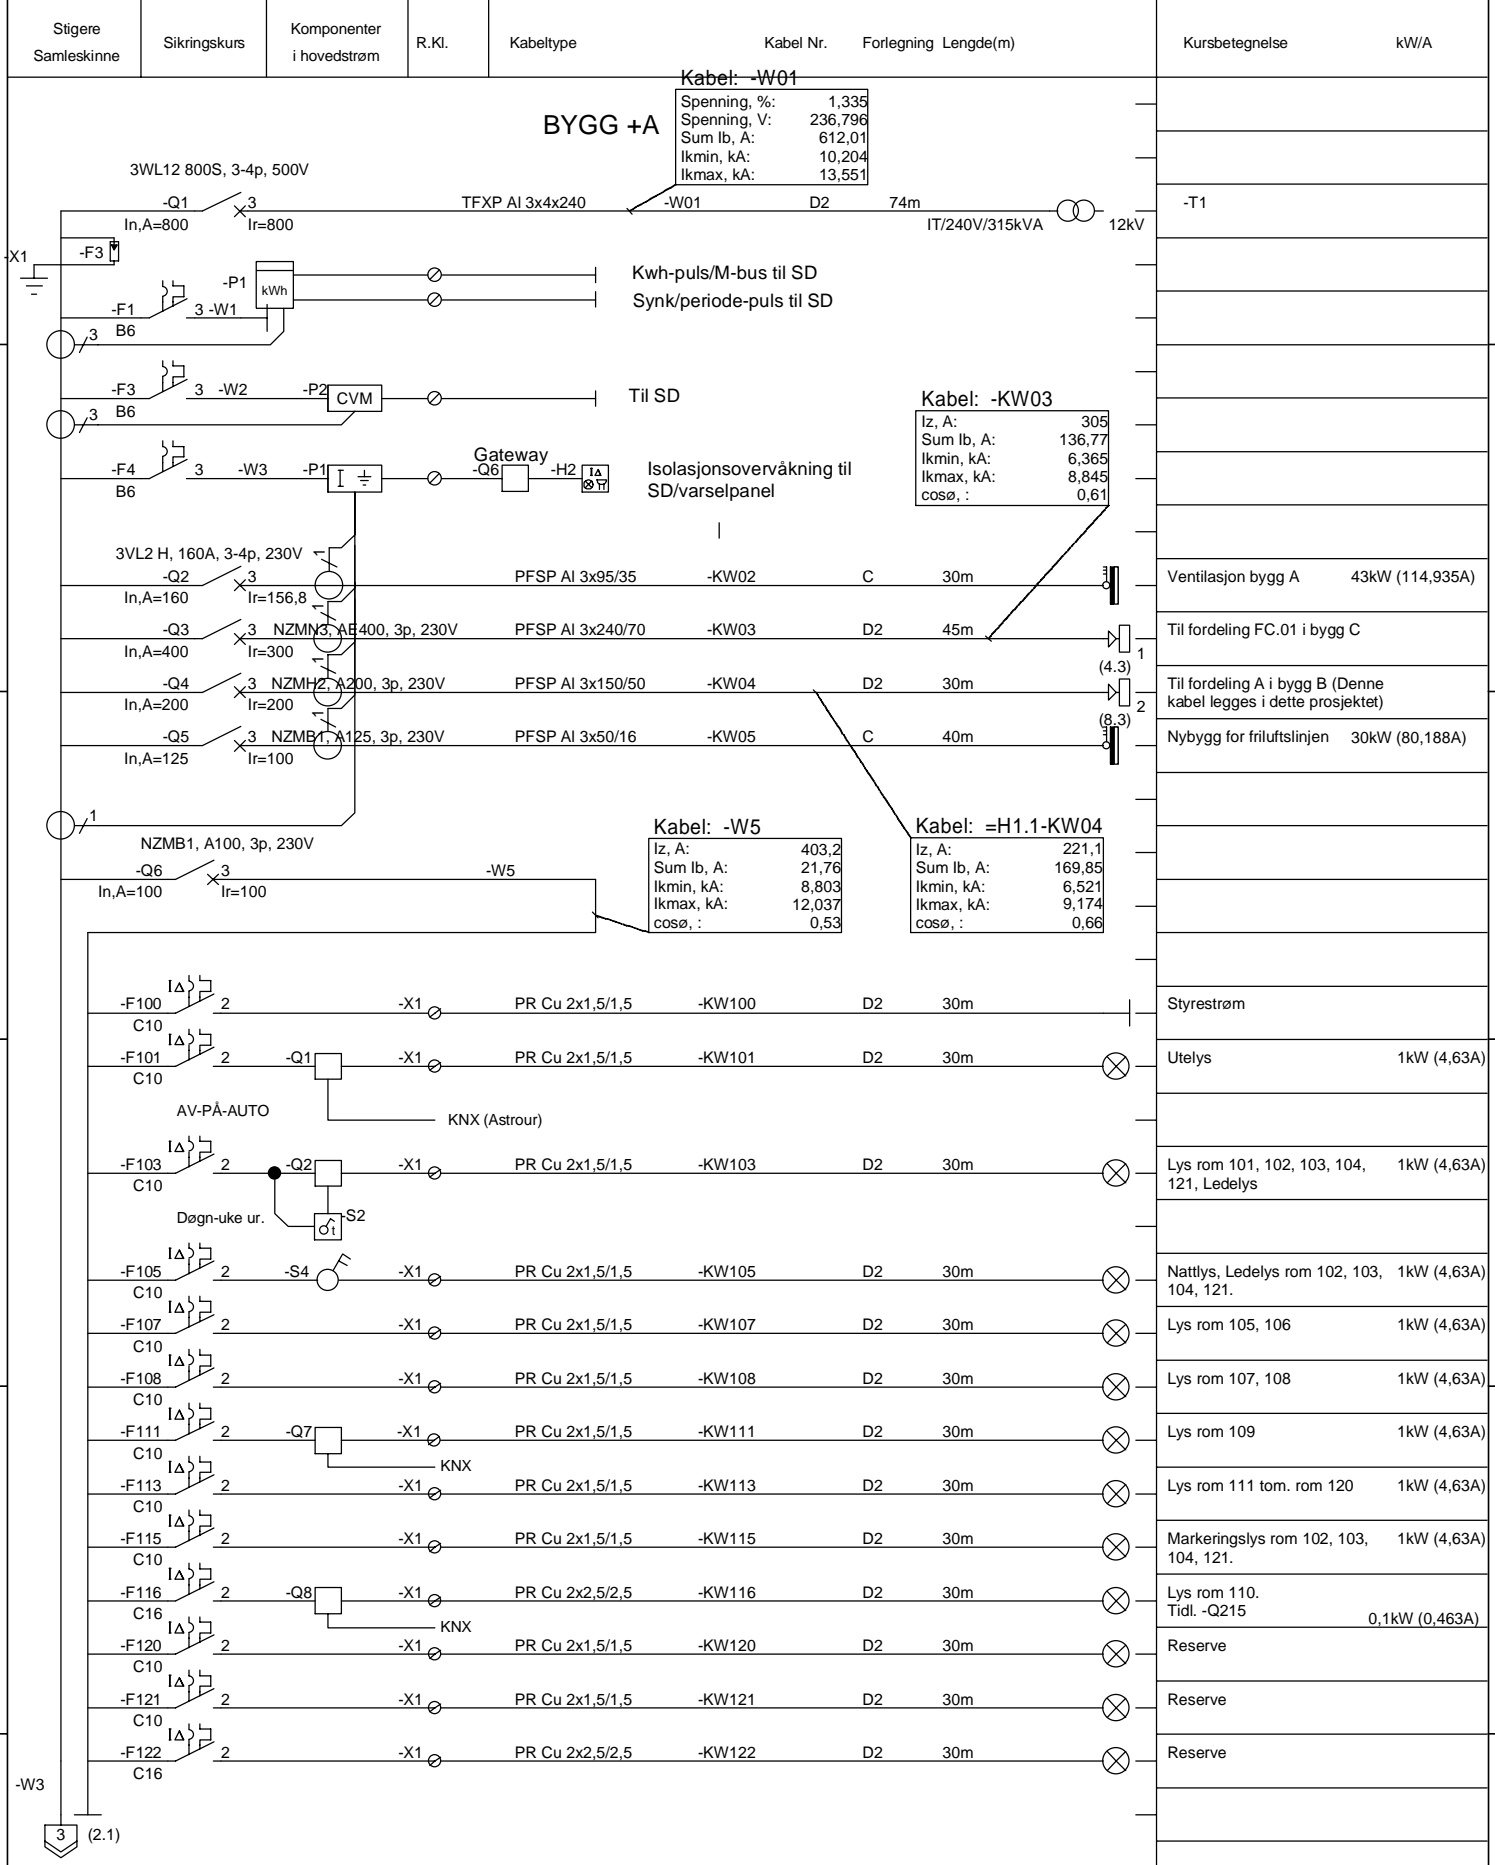 Stigere Samleskinne Sikringskurs Komponenter i hovedstrøm R.Kl. Kabeltype Kabel Nr. Forlegning Lengde(m) Kursbetegnelse kW/A
Kabel: -W01
Spenning, %: 1,335
Spenning, V: 236,796
Sum Ib, A: 612,01
Ikmin, kA: 10,204
Ikmax, kA: 13,551
BYGG +A
3WL12 800S, 3-4p, 500V
-Q1 3 TFXP Al 3x4x240 -W01 D2 74m -T1
In,A=800 Ir=800 IT/240V/315kVA 12kV
-X1 -F3
-P1 kWh Kwh-puls/M-bus til SD
Synk/periode-puls til SD
-F1 3 -W1
B6
3
-F3 3 -W2 -P2 CVM Til SD
B6
3
Kabel: -KW03
Iz, A: 305
Sum Ib, A: 136,77
Ikmin, kA: 6,365
Ikmax, kA: 8,845
cosø, : 0,61
Gateway
-F4 3 -W3 -P1 I -Q6 -H2 I∆ Isolasjonsovervåkning til
B6 SD/varselpanel
3VL2 H, 160A, 3-4p, 230V 1
-Q2 3 PFSP Al 3x95/35 -KW02 C 30m Ventilasjon bygg A 43kW (114,935A)
In,A=160 Ir=156,8
1
-Q3 3 NZMN3, AE400, 3p, 230V PFSP Al 3x240/70 -KW03 D2 45m Til fordeling FC.01 i bygg C
In,A=400 Ir=300 1
(4.3)
1
-Q4 3 NZMH2, A200, 3p, 230V PFSP Al 3x150/50 -KW04 D2 30m Til fordeling A i bygg B (Denne
In,A=200 Ir=200 2 kabel legges i dette prosjektet)
(8.3)
1
-Q5 3 NZMB1, A125, 3p, 230V PFSP Al 3x50/16 -KW05 C 40m Nybygg for friluftslinjen 30kW (80,188A)
In,A=125 Ir=100
1
Kabel: -W5
Iz, A: 403,2
Sum Ib, A: 21,76
Ikmin, kA: 8,803
Ikmax, kA: 12,037
cosø, : 0,53
Kabel: =H1.1-KW04
Iz, A: 221,1
Sum Ib, A: 169,85
Ikmin, kA: 6,521
Ikmax, kA: 9,174
cosø, : 0,66
NZMB1, A100, 3p, 230V
-Q6 3 -W5
In,A=100 Ir=100
I∆
-F100 2 -X1 PR Cu 2x1,5/1,5 -KW100 D2 30m Styrestrøm
C10
I∆
-F101 2 -Q1 -X1 PR Cu 2x1,5/1,5 -KW101 D2 30m Utelys 1kW (4,63A)
C10
AV-PÅ-AUTO KNX (Astrour)
I∆
-F103 2 -Q2 -X1 PR Cu 2x1,5/1,5 -KW103 D2 30m Lys rom 101, 102, 103, 104, 1kW (4,63A)
C10 121, Ledelys
Døgn-uke ur. t -S2
I∆
-F105 2 -S4 -X1 PR Cu 2x1,5/1,5 -KW105 D2 30m Nattlys, Ledelys rom 102, 103, 1kW (4,63A)
C10 104, 121.
I∆
-F107 2 -X1 PR Cu 2x1,5/1,5 -KW107 D2 30m Lys rom 105, 106 1kW (4,63A)
C10
I∆
-F108 2 -X1 PR Cu 2x1,5/1,5 -KW108 D2 30m Lys rom 107, 108 1kW (4,63A)
C10
I∆
-F111 2 -Q7 -X1 PR Cu 2x1,5/1,5 -KW111 D2 30m Lys rom 109 1kW (4,63A)
C10 KNX
I∆
-F113 2 -X1 PR Cu 2x1,5/1,5 -KW113 D2 30m Lys rom 111 tom. rom 120 1kW (4,63A)
C10
I∆
-F115 2 -X1 PR Cu 2x1,5/1,5 -KW115 D2 30m Markeringslys rom 102, 103, 1kW (4,63A)
C10 104, 121.
I∆
-F116 2 -Q8 -X1 PR Cu 2x2,5/2,5 -KW116 D2 30m Lys rom 110.
C16 Tidl. -Q215 0,1kW (0,463A)
KNX
I∆
-F120 2 -X1 PR Cu 2x1,5/1,5 -KW120 D2 30m Reserve
C10
I∆
-F121 2 -X1 PR Cu 2x1,5/1,5 -KW121 D2 30m Reserve
C10
I∆
-F122 2 -X1 PR Cu 2x2,5/2,5 -KW122 D2 30m Reserve
C16
-W3
3 (2.1)